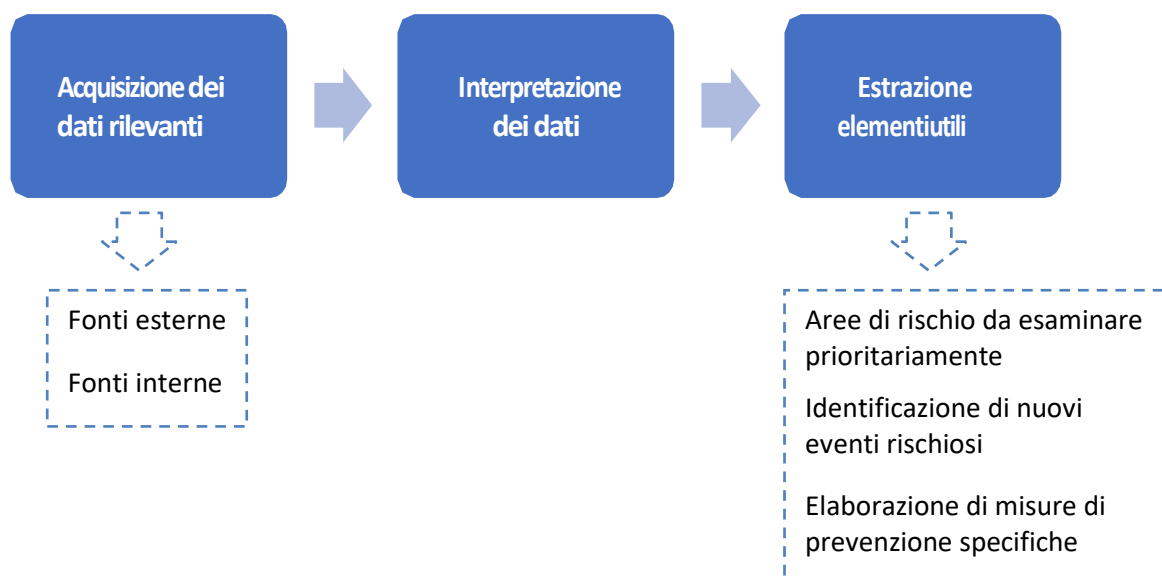 Acquisizione dei
dati rilevanti
Interpretazione
dei dati
Estrazione
elementiutili
Fonti esterne
Fonti interne
Aree di rischio da esaminare
prioritariamente
Identificazione di nuovi
eventi rischiosi
Elaborazione di misure di
prevenzione specifiche